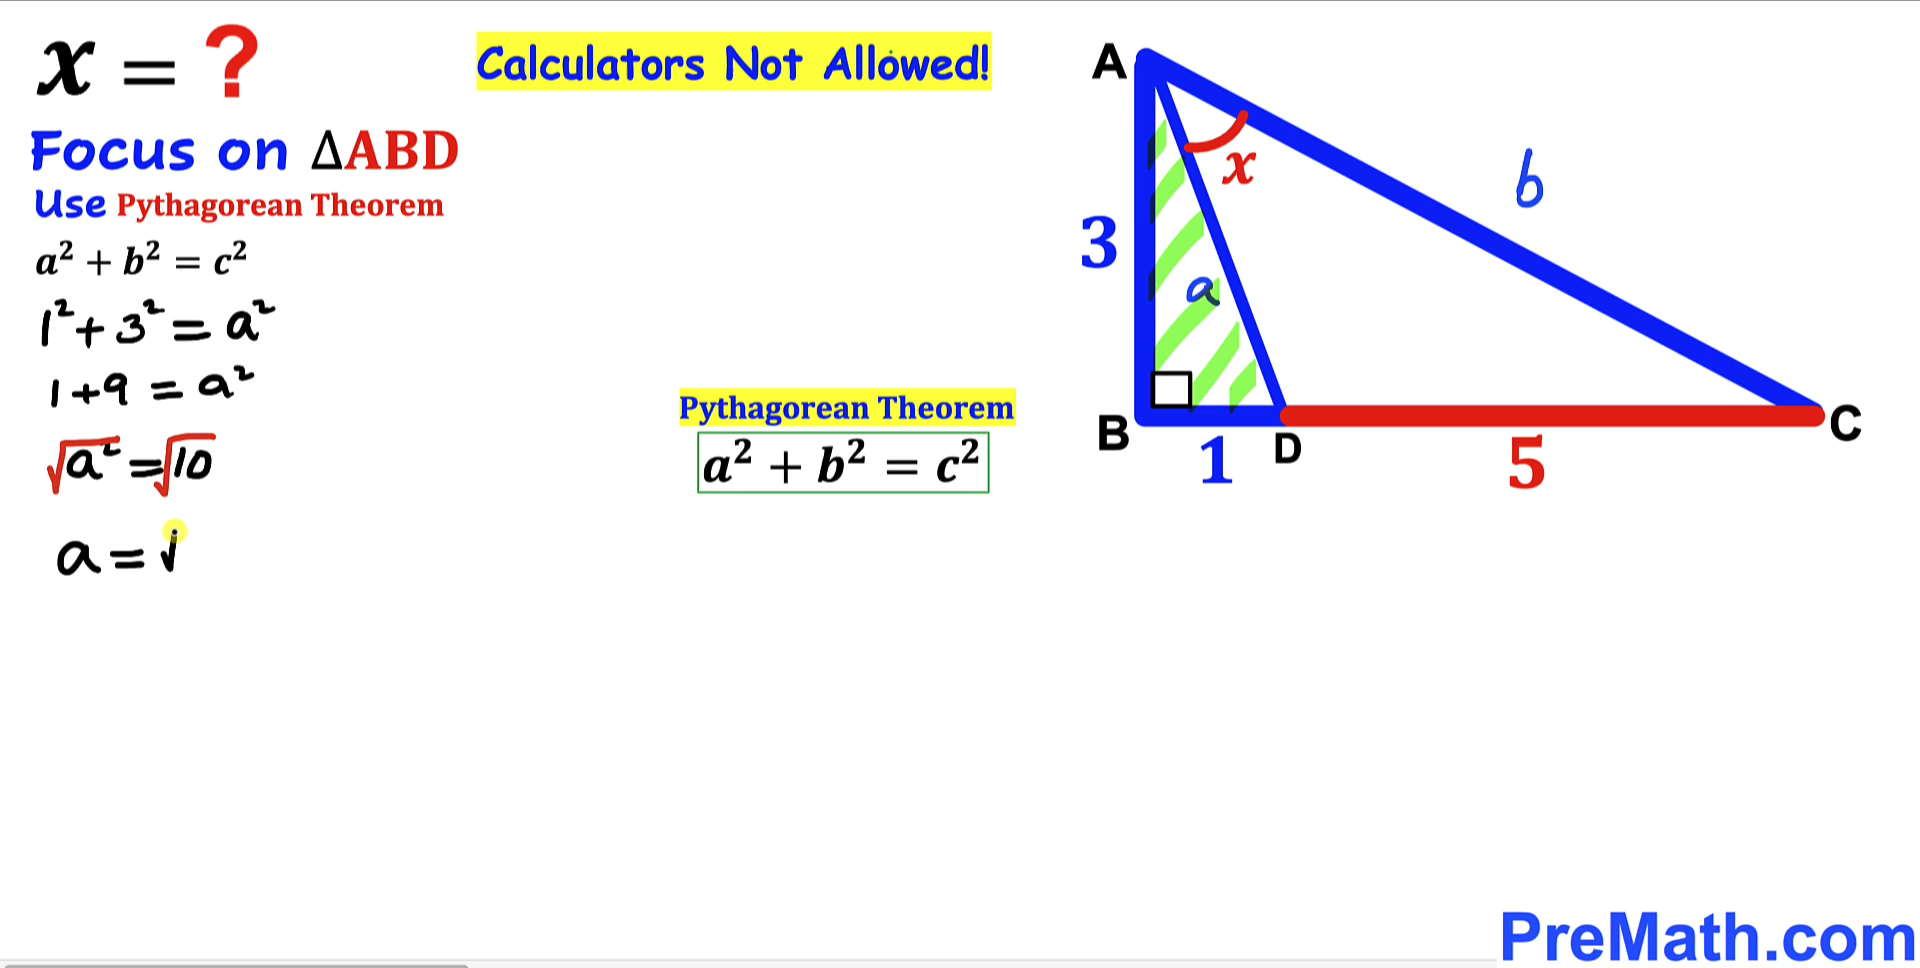 x = ?
Calculators Not Allowed!
Focus on ΔABD
Use Pythagorean Theorem
a² + b² = c²
1² + 3² = a²
1 + 9 = a²
√a² = √10
a = √
Pythagorean Theorem
a² + b² = c²
A
x
b
3
a
B
1
D
5
C
PreMath.com